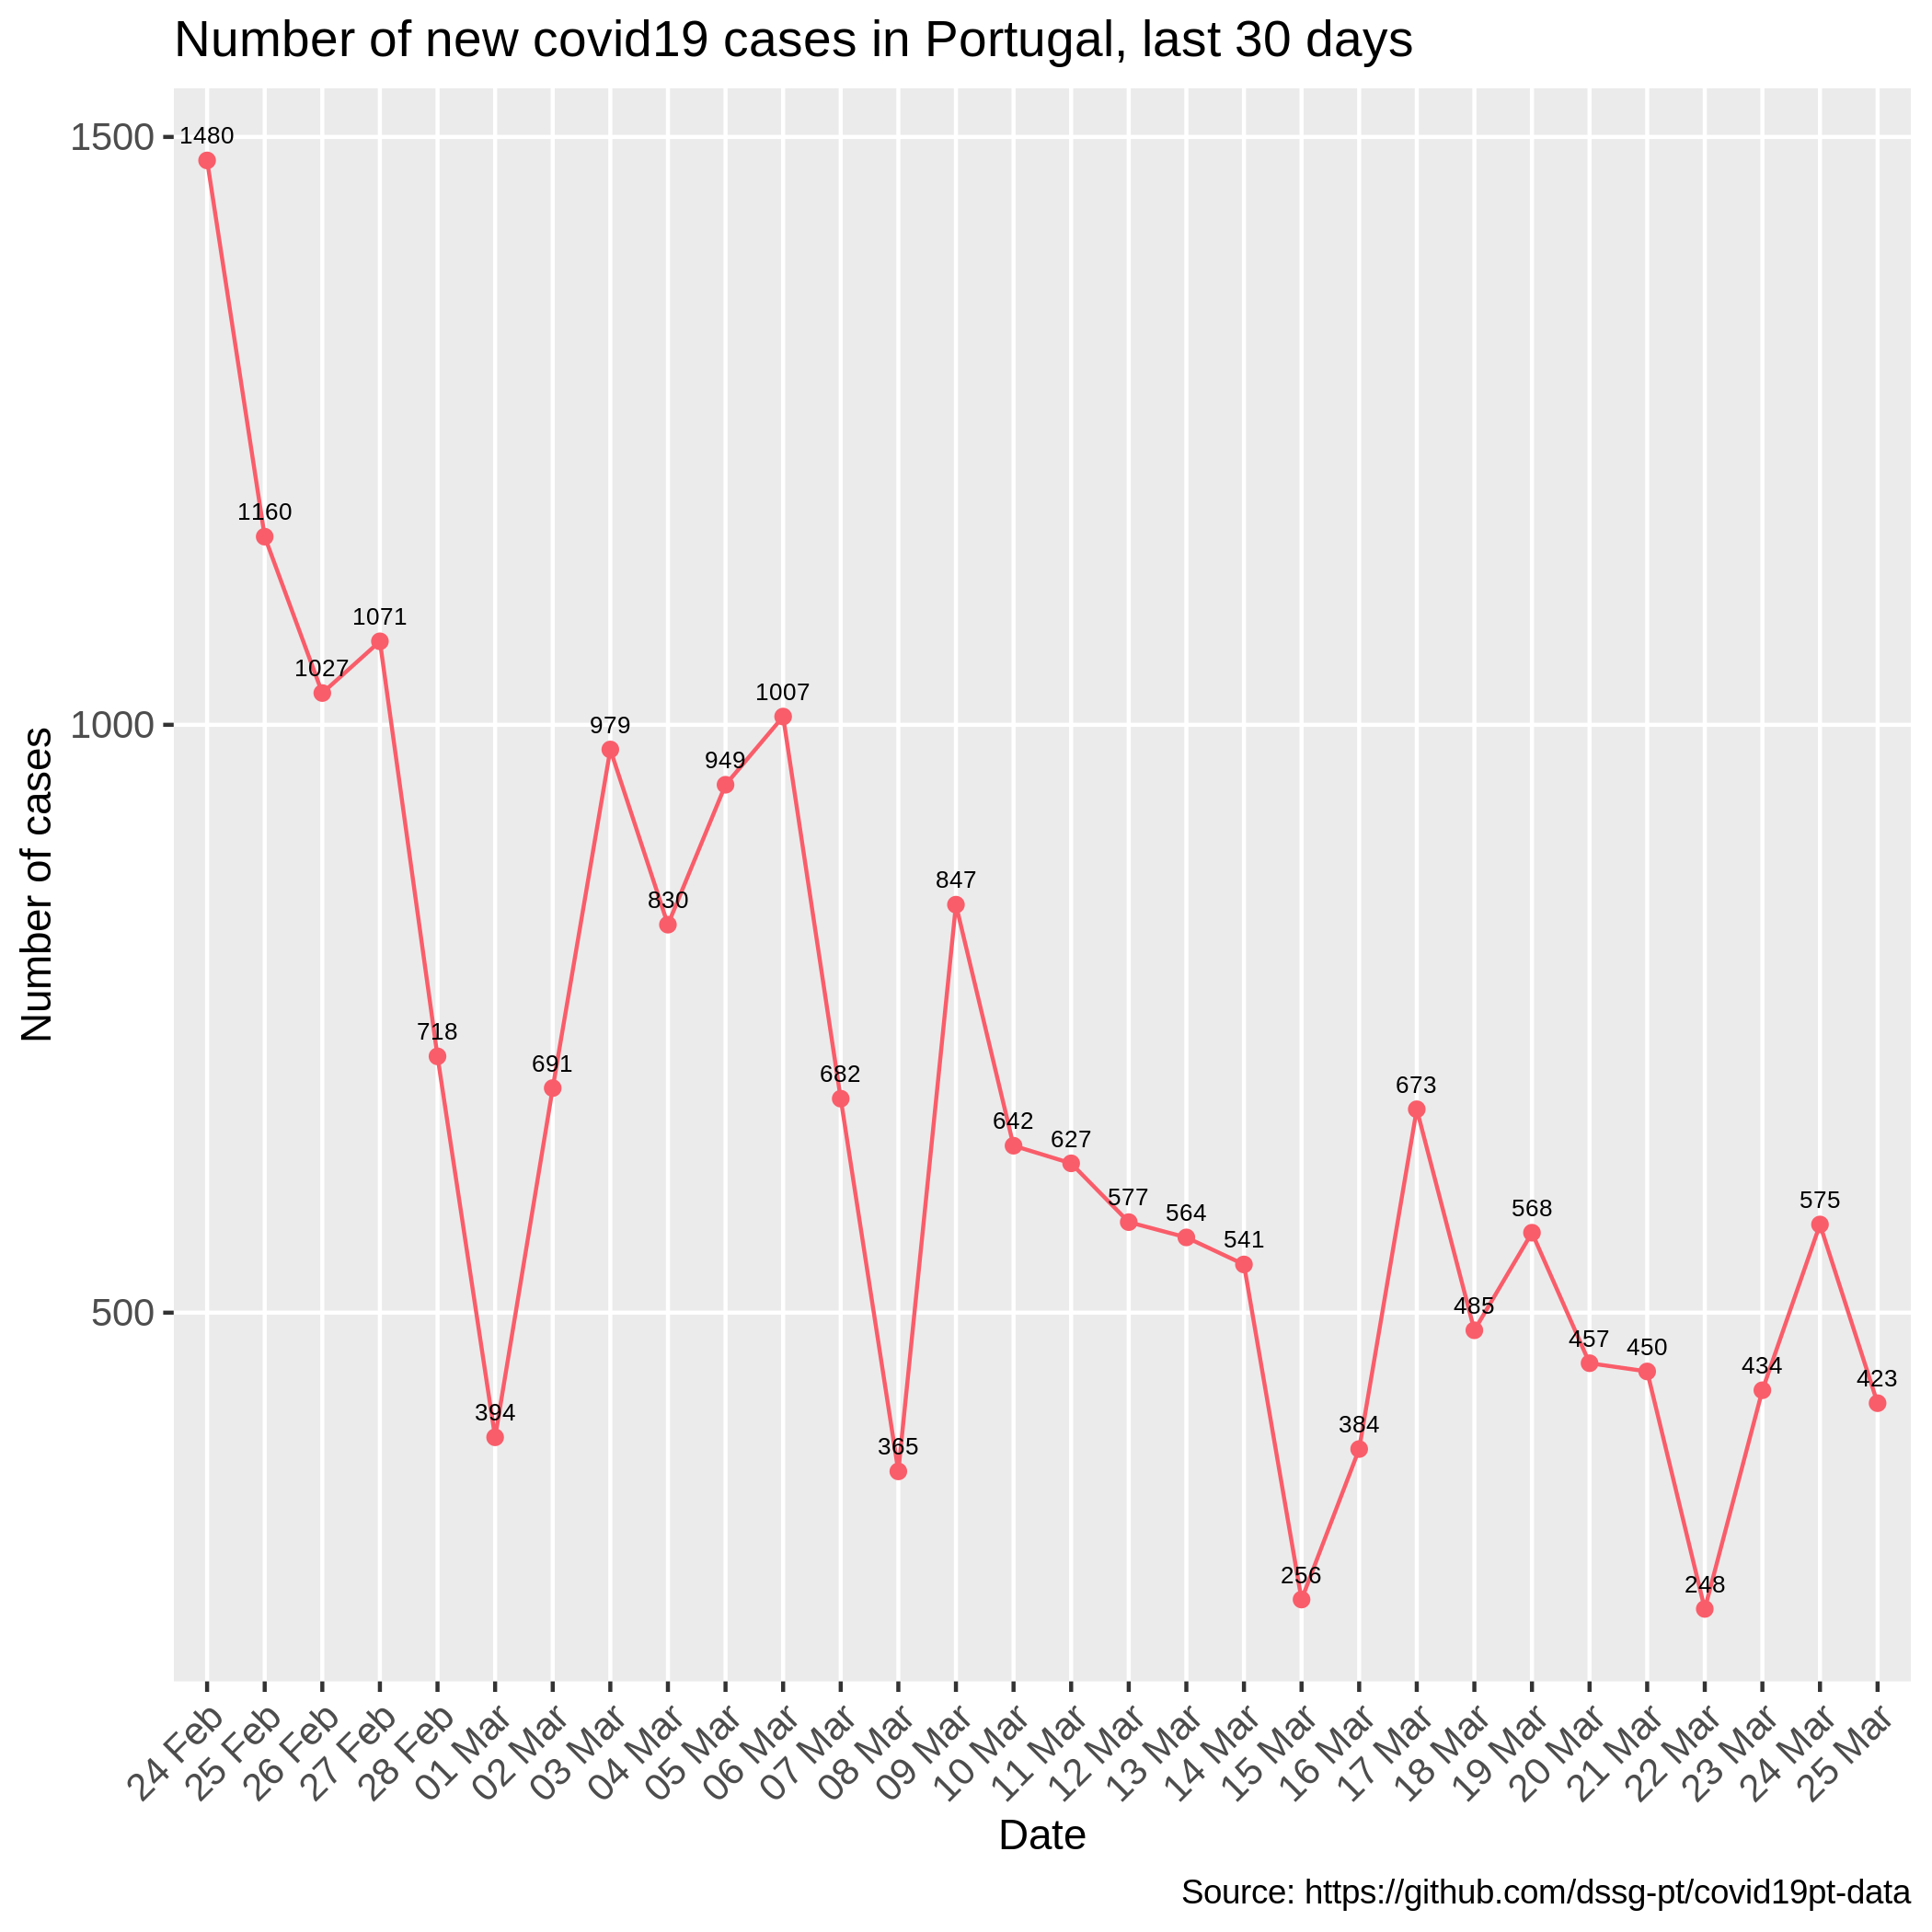 Number of new covid19 cases in Portugal, last 30 days
1500
1000
500
Number of cases
1480
1160
1027
1071
718
394
691
979
830
949
1007
682
365
847
642
627
577
564
541
256
384
673
485
568
457
450
248
434
575
423
24 Feb
25 Feb
26 Feb
27 Feb
28 Feb
01 Mar
02 Mar
03 Mar
04 Mar
05 Mar
06 Mar
07 Mar
08 Mar
09 Mar
10 Mar
11 Mar
12 Mar
13 Mar
14 Mar
15 Mar
16 Mar
17 Mar
18 Mar
19 Mar
20 Mar
21 Mar
22 Mar
23 Mar
24 Mar
25 Mar
Date
Source: https://github.com/dssg-pt/covid19pt-data